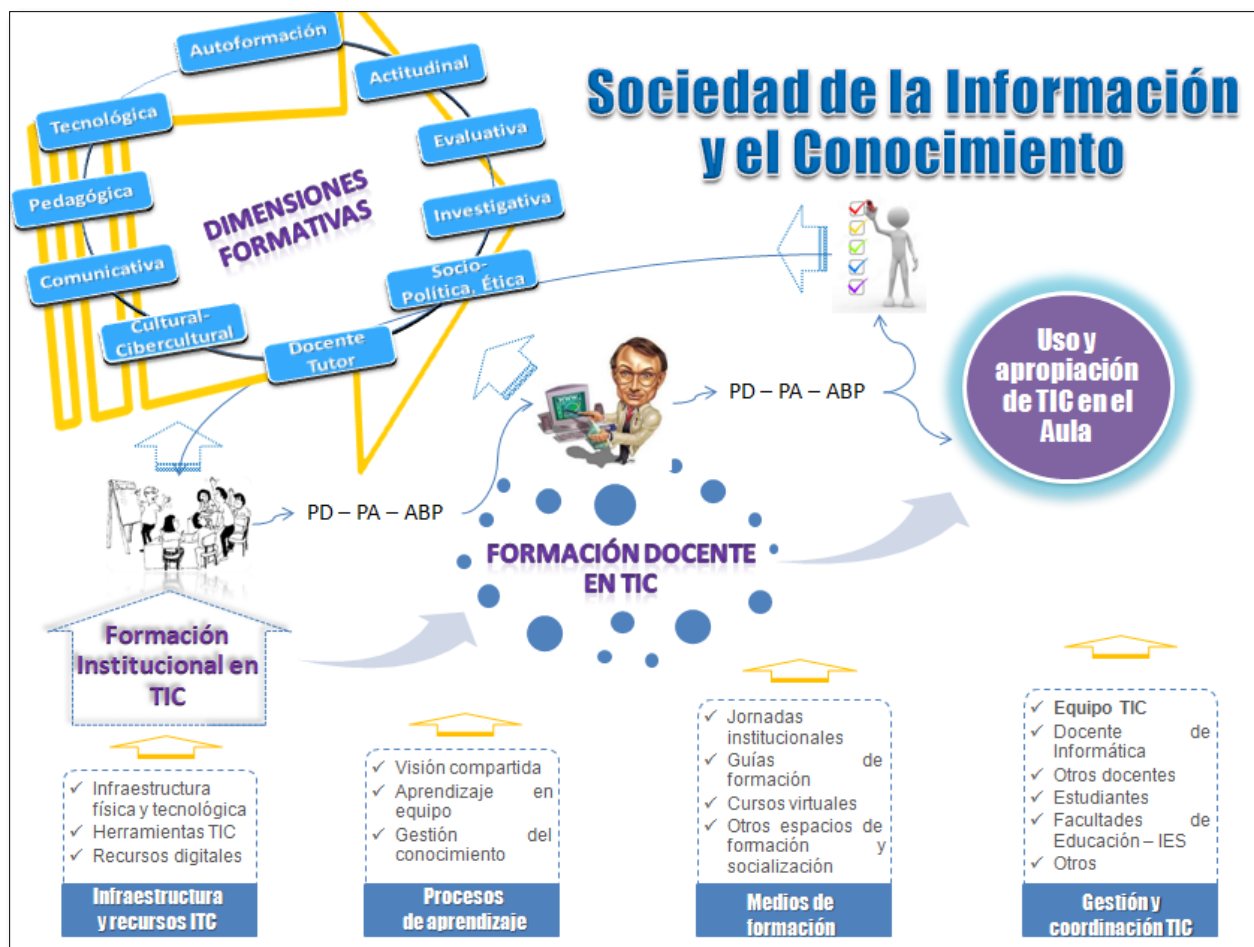 Sociedad de la Información
y el Conocimiento
Autoformación
Actitudinal
Evaluativa
Investigativa
Socio-
Política, Ética
Docente
Tutor
Cultural-
Cibercultural
Comunicativa
Pedagógica
Tecnológica
DIMENSIONES
FORMATIVAS
Uso y
apropiación
de TIC en el
Aula
PD – PA – ABP
PD – PA – ABP
FORMACIÓN DOCENTE
EN TIC
Formación
Institucional en
TIC
✓ Infraestructura
física y tecnológica
✓ Herramientas TIC
✓ Recursos digitales
Infraestructura
y recursos ITC
✓ Visión compartida
✓ Aprendizaje en
equipo
✓ Gestión del
conocimiento
Procesos
de aprendizaje
✓ Jornadas
institucionales
✓ Guías de
formación
✓ Cursos virtuales
✓ Otros espacios de
formación y
socialización
Medios de
formación
✓ Equipo TIC
✓ Docente de
Informática
✓ Otros docentes
✓ Estudiantes
✓ Facultades de
Educación – IES
✓ Otros
Gestión y
coordinación TIC